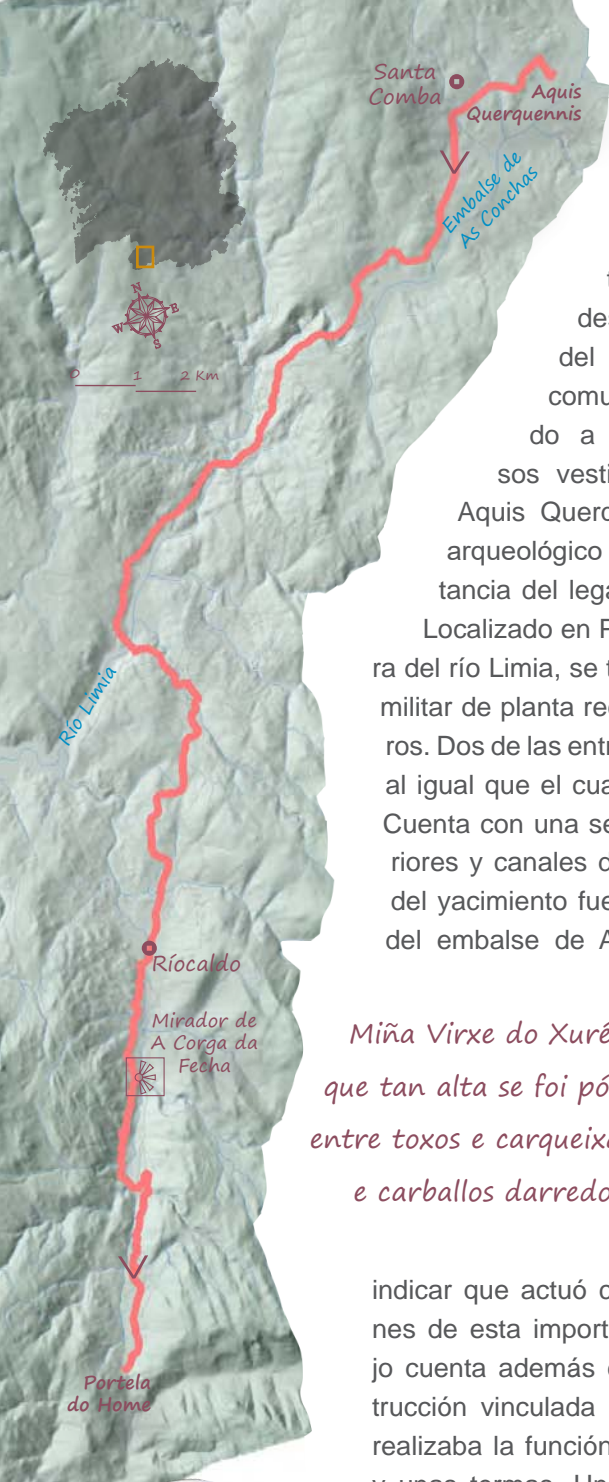 Santa
Comba
Aquis
Querquennis
Embalse de
As Conchas
N
E
W
S
0 1 2 Km
Río Limia
Ríocaldo
Mirador de
A Corga da
Fecha
Portela
do Home
del
comu
do a
sos vesti
Aquis Querq
arqueológico
tancia del lega
Localizado en P
ra del río Limia, se t
militar de planta rec
ros. Dos de las entr
al igual que el cua
Cuenta con una se
riores y canales d
del yacimiento fue
del embalse de A
Miña Virxe do Xuré
que tan alta se foi pó
entre toxos e carqueixa
e carballos darredo
indicar que actuó c
nes de esta import
jo cuenta además
trucción vinculada
realizaba la función
y unas termas. Un